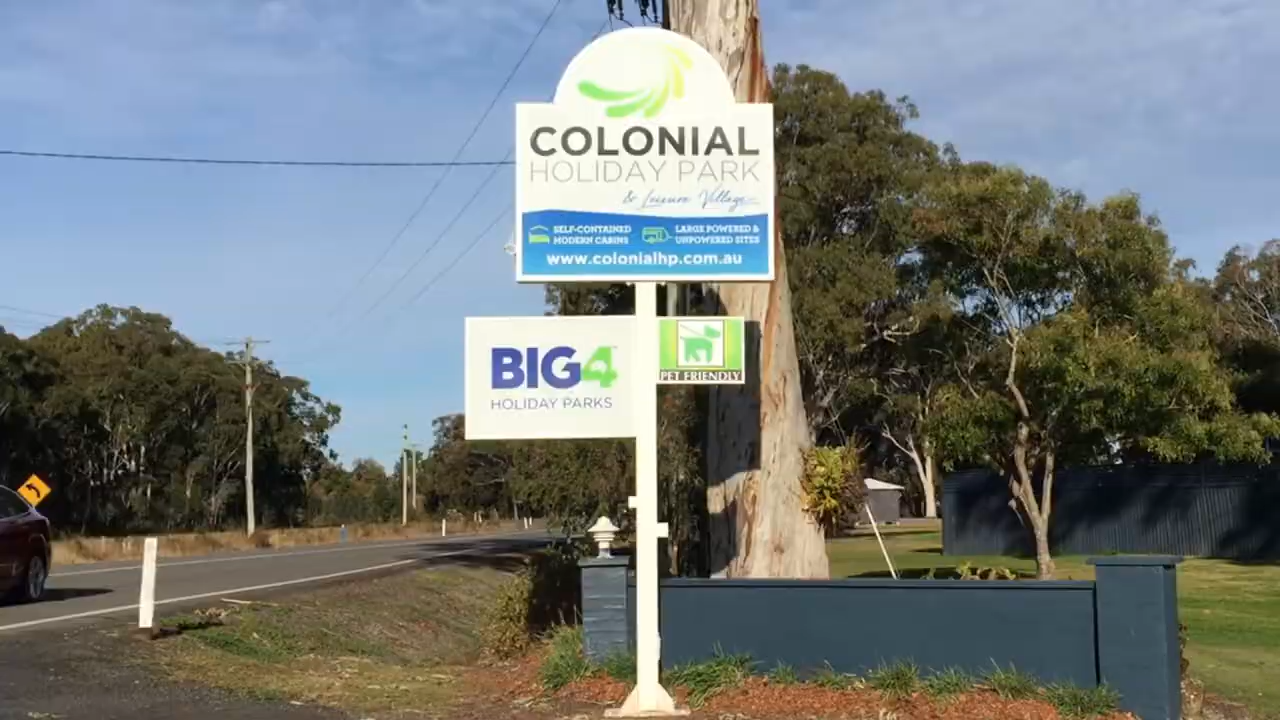 COLONIAL
HOLIDAY PARK
& Leisure Village
SELF-CONTAINED
MODERN CABINS
LARGE POWERED &
UNPOWERED SITES
www.colonialhp.com.au
BIG4
HOLIDAY PARKS
PET FRIENDLY